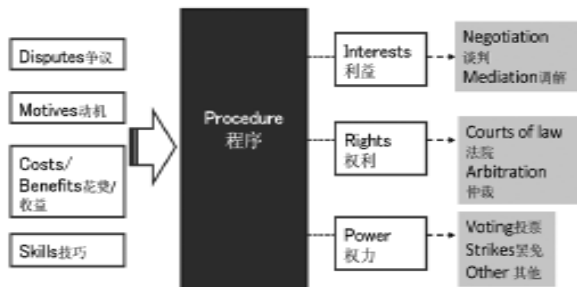 Disputes争议
Motives动机
Costs/
Benefits花费/
收益
Skills技巧
Procedure
程序
Interests
利益
Rights
权利
Power
权力
Negotiation
谈判
Mediation调解
Courts of law
法院
Arbitration
仲裁
Voting投票
Strikes罢免
Other 其他